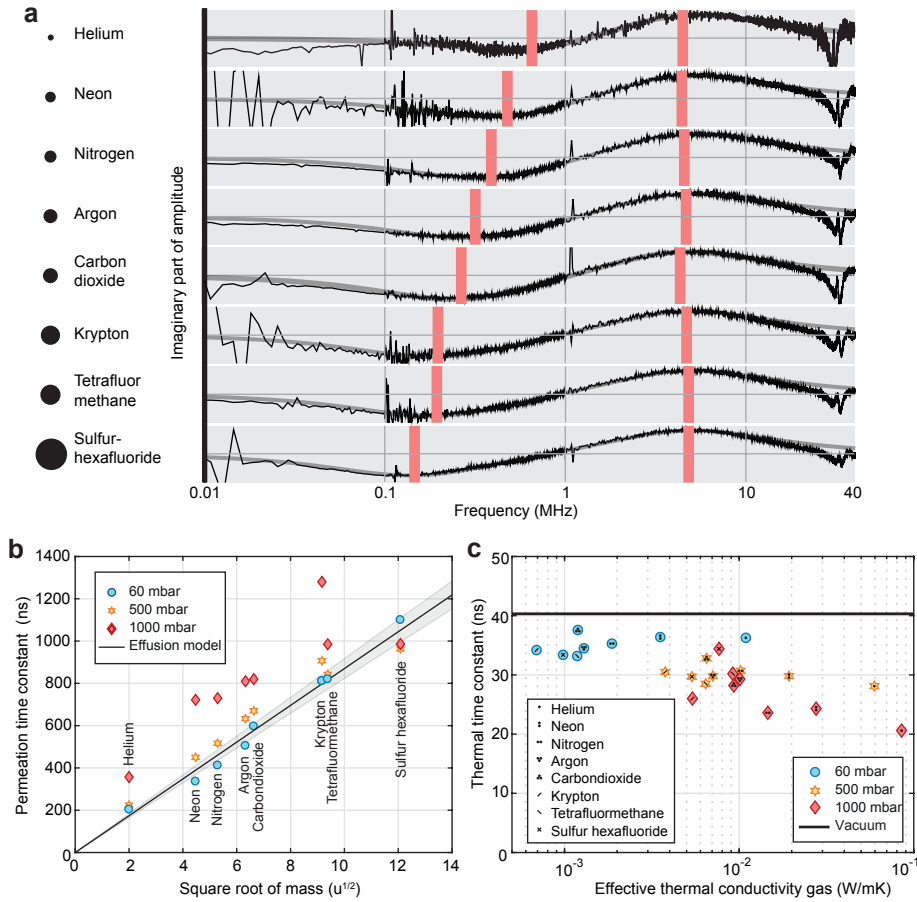 a
Helium
Neon
Nitrogen
Argon
Carbon
dioxide
Krypton
Tetrafluor
methane
Sulfur-
hexafluoride
Imaginary part of amplitude
0.01
0.1
1
10
40
Frequency (MHz)
b
1400
1200
1000
800
600
400
200
0
Permeation time constant (ns)
60 mbar
500 mbar
1000 mbar
Effusion model
Helium
Neon
Nitrogen
Argon
Carbondioxide
Krypton
Tetrafluormethane
Sulfur hexafluoride
0 2 4 6 8 10 12 14
Square root of mass (u1/2)
c
50
40
30
20
10
0
Thermal time constant (ns)
Helium
Neon
Nitrogen
Argon
Carbondioxide
Krypton
Tetrafluormethane
Sulfur hexafluoride
60 mbar
500 mbar
1000 mbar
Vacuum
10-3 10-2 10-1
Effective thermal conductivity gas (W/mK)